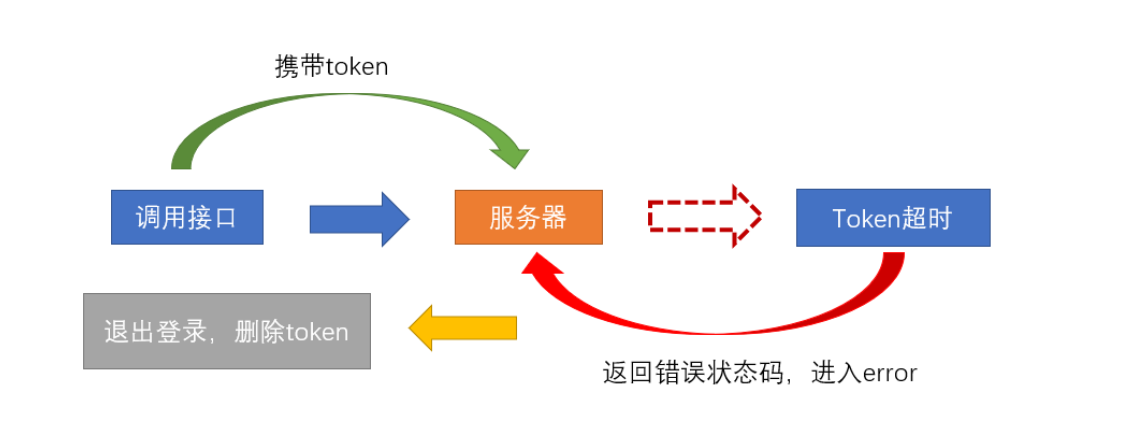 携带token
调用接口
服务器
Token超时
退出登录，删除token
返回错误状态码，进入error